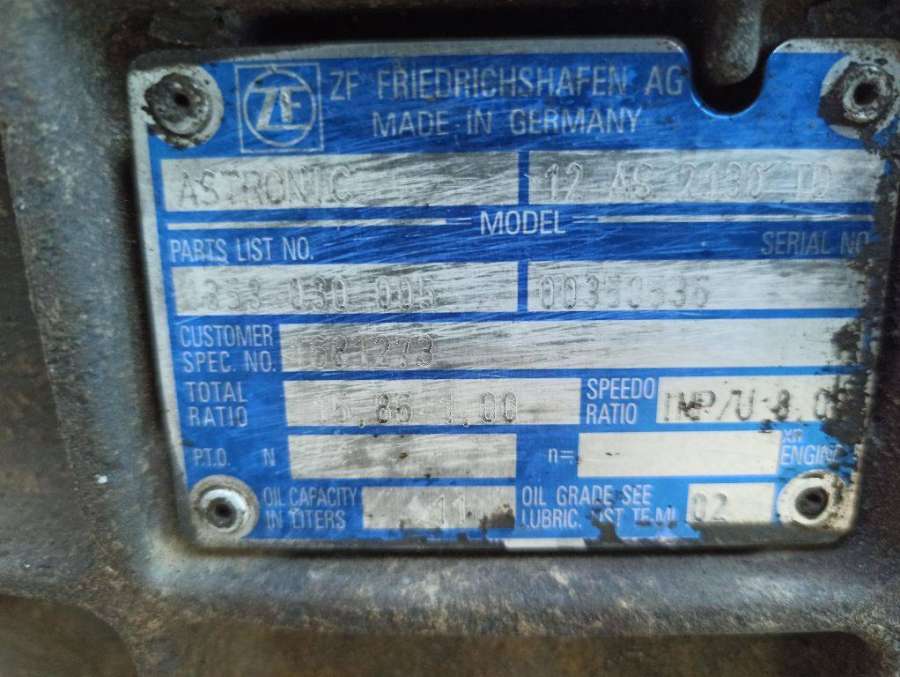 ZF
ZF FRIEDRICHSHAFEN AG
MADE IN GERMANY
ASTRONIC 12 AS 2130 TD
MODEL
PARTS LIST NO. SERIAL NO
1353 030 005
CUSTOMER
SPEC. NO. 1681273
TOTAL
RATIO 15,86 1,00
SPEEDO
RATIO IMP/U 8,0
P.T.O. N n= ENGINE
OIL CAPACITY
IN LITERS 11
OIL GRADE SEE
LUBRIC. LIST TE-ML 02